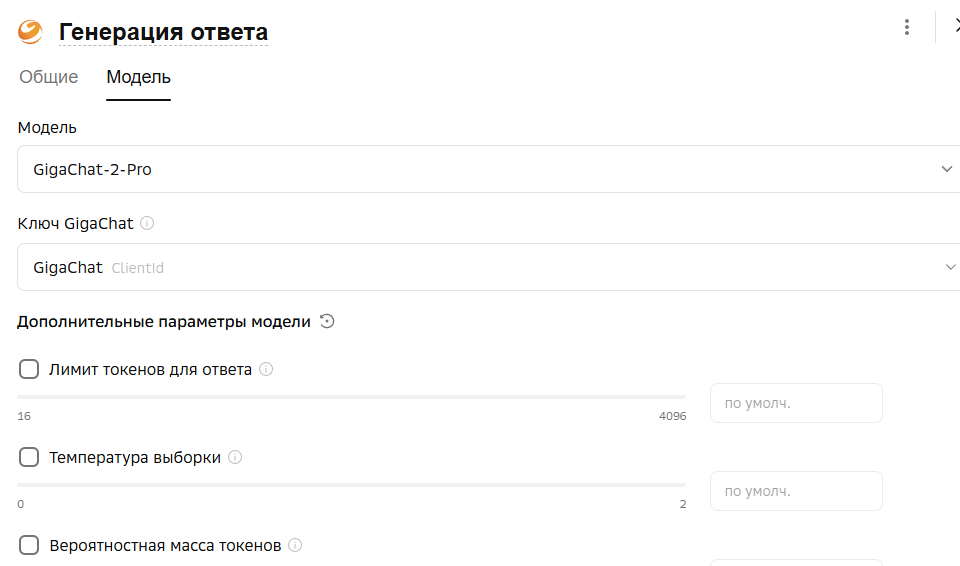 Генерация ответа
Общие Модель
Модель
GigaChat-2-Pro
Ключ GigaChat
GigaChat ClientId
Дополнительные параметры модели
Лимит токенов для ответа
по умолч.
16 4096
Температура выборки
по умолч.
0 2
Вероятностная масса токенов